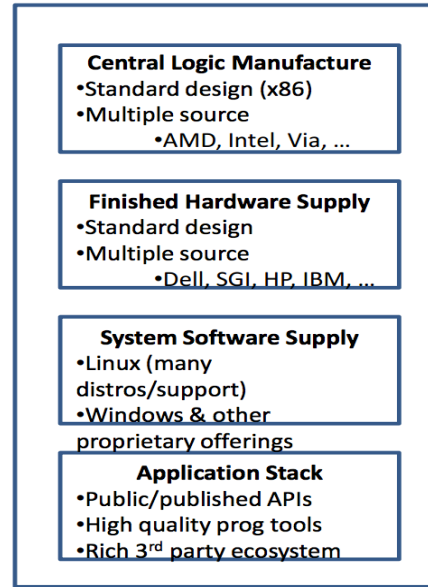 Central Logic Manufacture
•Standard design (x86)
•Multiple source
•AMD, Intel, Via, ...
Finished Hardware Supply
•Standard design
•Multiple source
•Dell, SGI, HP, IBM, ...
System Software Supply
•Linux (many
distros/support)
•Windows & other
proprietary offerings
Application Stack
•Public/published APIs
•High quality prog tools
•Rich 3rd party ecosystem